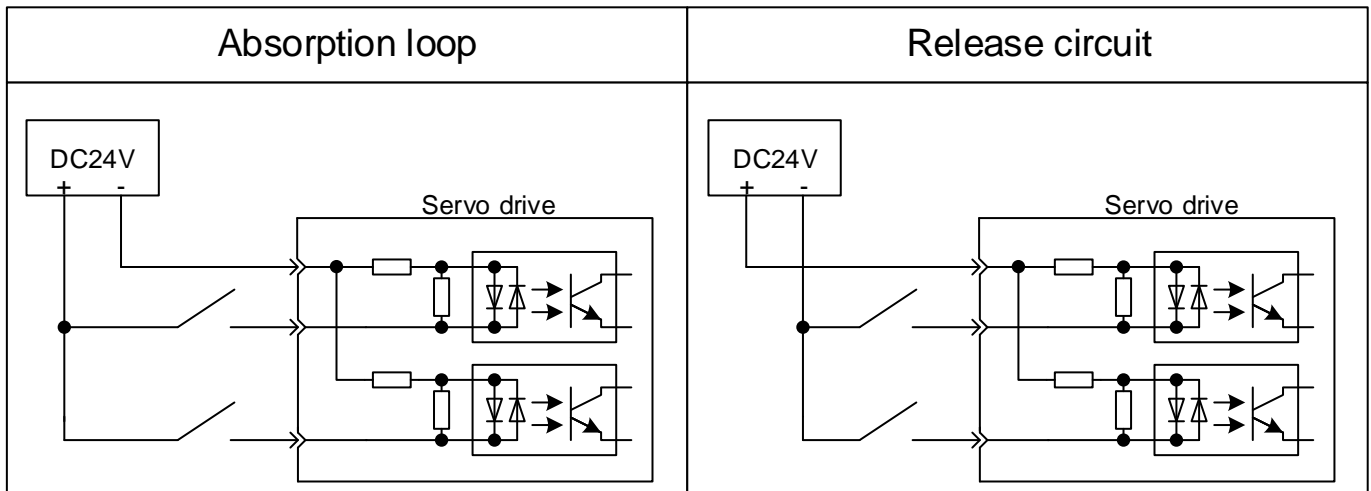 Absorption loop
Release circuit
DC24V
+ -
Servo drive
DC24V
+ -
Servo drive